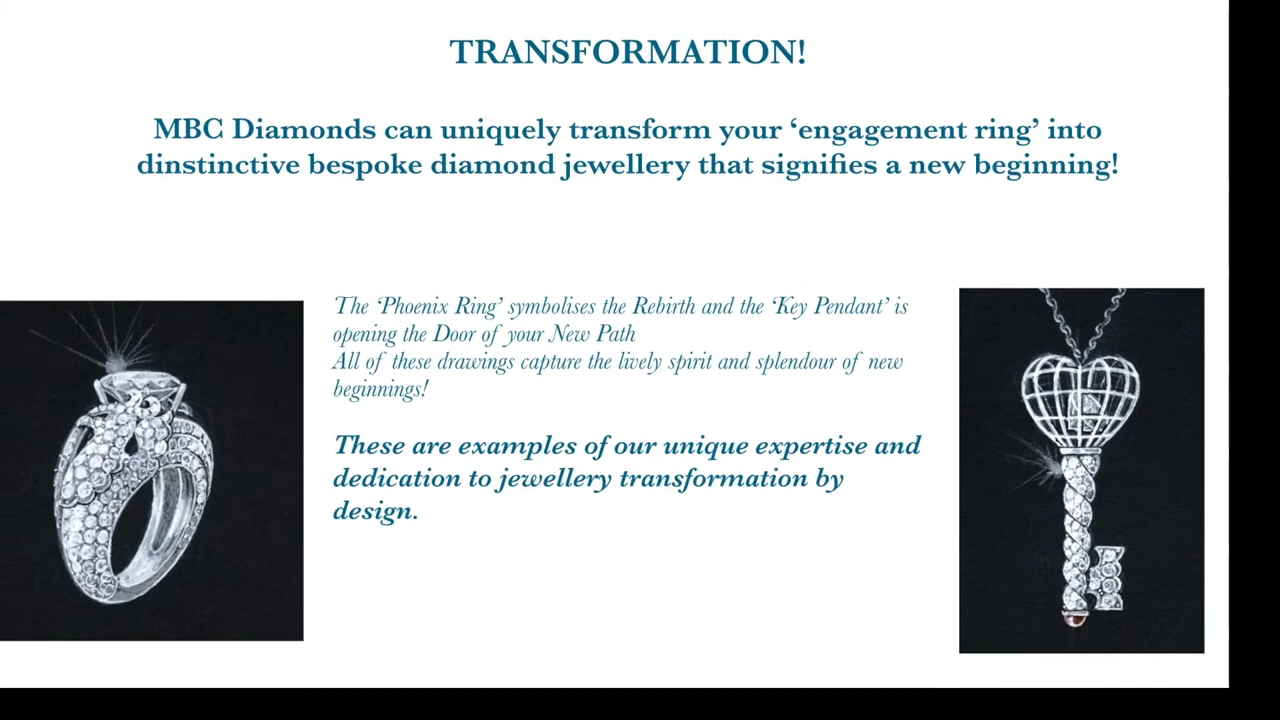 TRANSFORMATION!
MBC Diamonds can uniquely transform your ‘engagement ring’ into
dinstinctive bespoke diamond jewellery that signifies a new beginning!
The ‘Phoenix Ring’ symbolises the Rebirth and the ‘Key Pendant’ is
opening the Door of your New Path
All of these drawings capture the lively spirit and splendour of new
beginnings!
These are examples of our unique expertise and
dedication to jewellery transformation by
design.